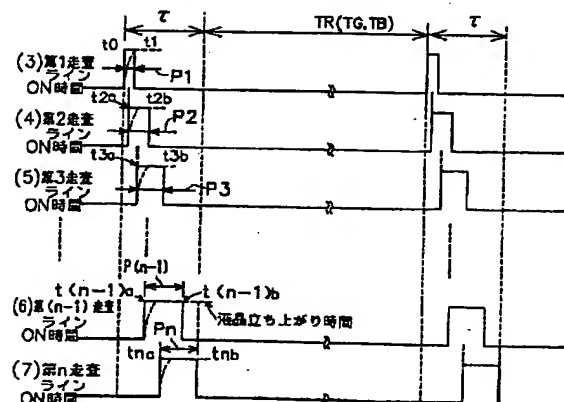 τ TR(TG,TB) τ
t0 t1
(3)第1走査
ライン
ON時間
P1
t2a t2b
(4)第2走査
ライン
ON時間
P2
t3a t3b
(5)第3走査
ライン
ON時間
P3
P(n-1)
t(n-1)a t(n-1)b
(6)第(n-1)走査
ライン
ON時間
液晶立ち上がり時間
Pn
tna tnb
(7)第n走査
ライン
ON時間